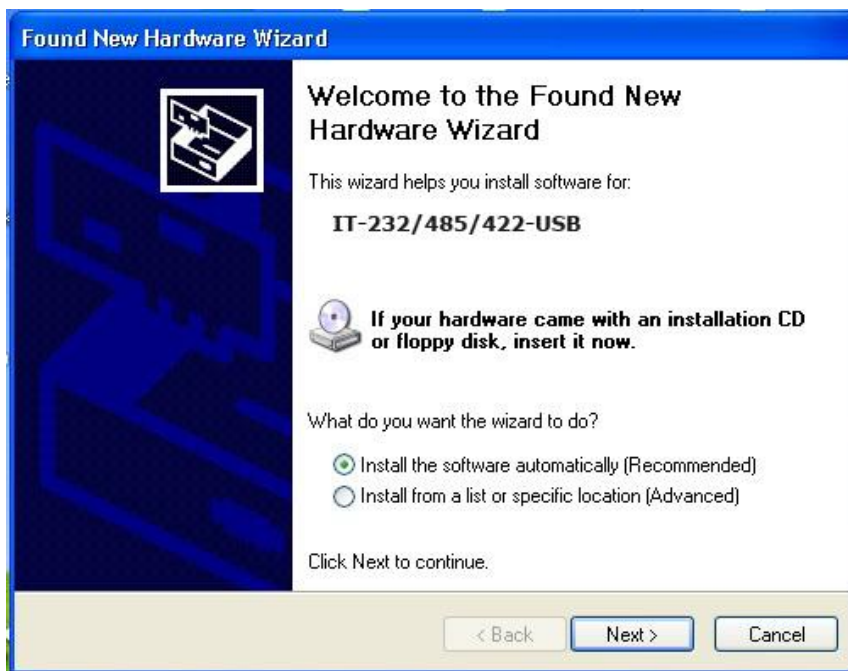 Found New Hardware Wizard
Welcome to the Found New
Hardware Wizard
This wizard helps you install software for:
IT-232/485/422-USB
If your hardware came with an installation CD
or floppy disk, insert it now.
What do you want the wizard to do?
Install the software automatically (Recommended)
Install from a list or specific location (Advanced)
Click Next to continue.
< Back Next > Cancel